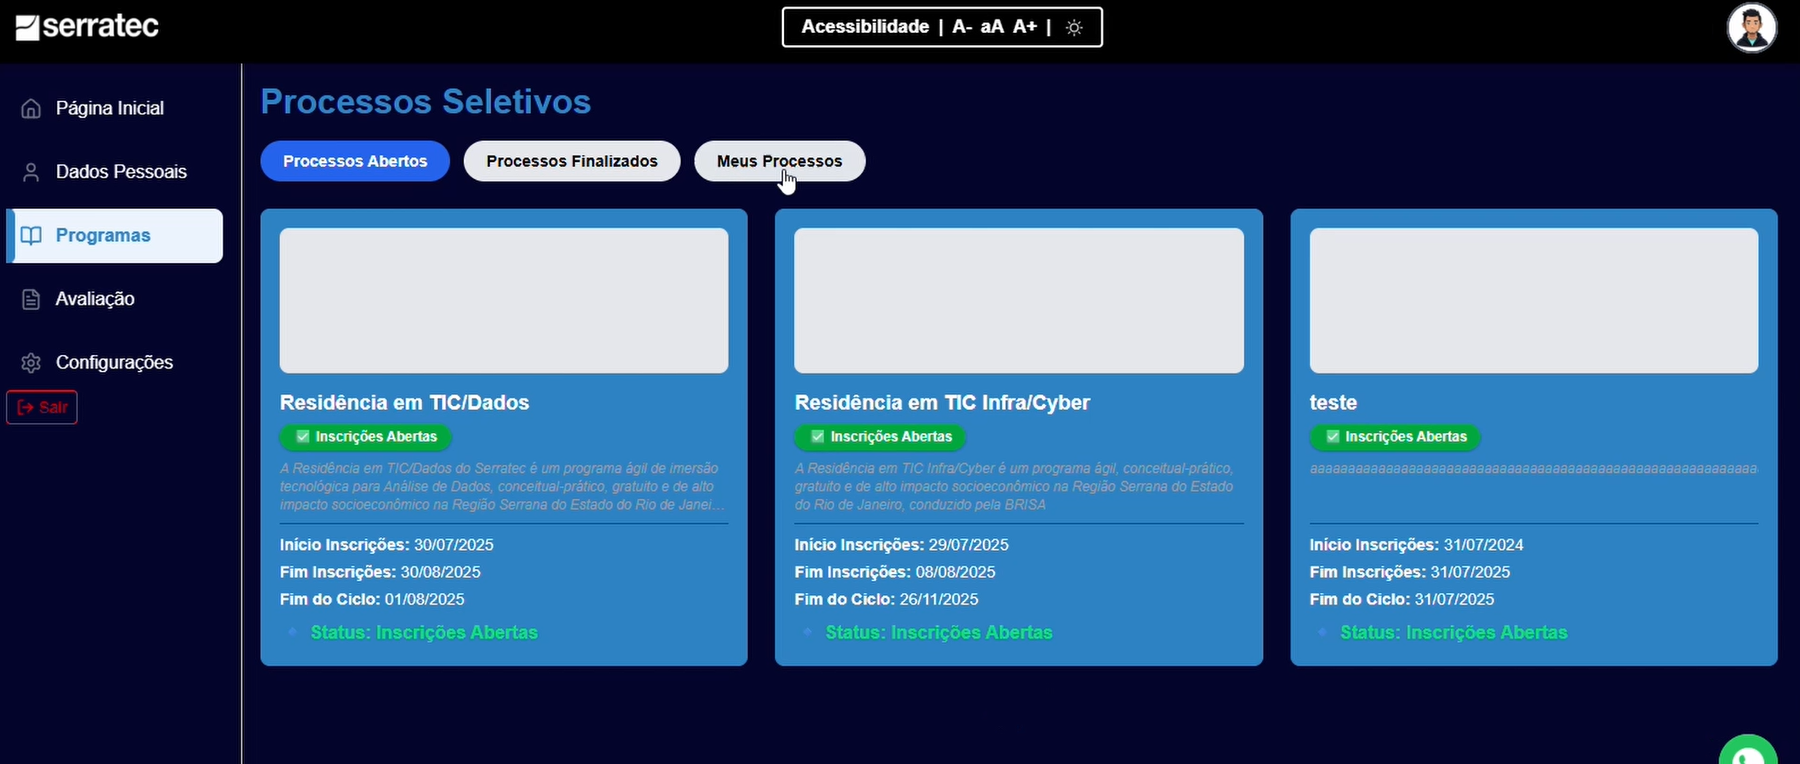 serratec
Acessibilidade | A- aA A+ |
Página Inicial
Dados Pessoais
Programas
Avaliação
Configurações
Sair
Processos Seletivos
Processos Abertos
Processos Finalizados
Meus Processos
Residência em TIC/Dados
Inscrições Abertas
A Residência em TIC/Dados do Serratec é um programa ágil de imersão
tecnológica para Análise de Dados, conceitual-prático, gratuito e de alto
impacto socioeconômico na Região Serrana do Estado do Rio de Janei...
Início Inscrições: 30/07/2025
Fim Inscrições: 30/08/2025
Fim do Ciclo: 01/08/2025
Status: Inscrições Abertas
Residência em TIC Infra/Cyber
Inscrições Abertas
A Residência em TIC Infra/Cyber é um programa ágil, conceitual-prático,
gratuito e de alto impacto socioeconômico na Região Serrana do Estado
do Rio de Janeiro, conduzido pela BRISA
Início Inscrições: 29/07/2025
Fim Inscrições: 08/08/2025
Fim do Ciclo: 26/11/2025
Status: Inscrições Abertas
teste
Inscrições Abertas
Início Inscrições: 31/07/2024
Fim Inscrições: 31/07/2025
Fim do Ciclo: 31/07/2025
Status: Inscrições Abertas